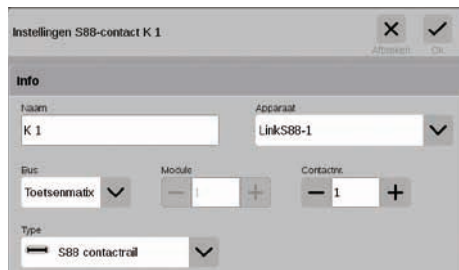 Instellingen S88-contact K 1
Afbreken OK
Info
Naam Apparaat
K 1 LinkS88-1
Bus Module Contactnr.
Toetsenmatix 1 1
Type
S88 contactrail